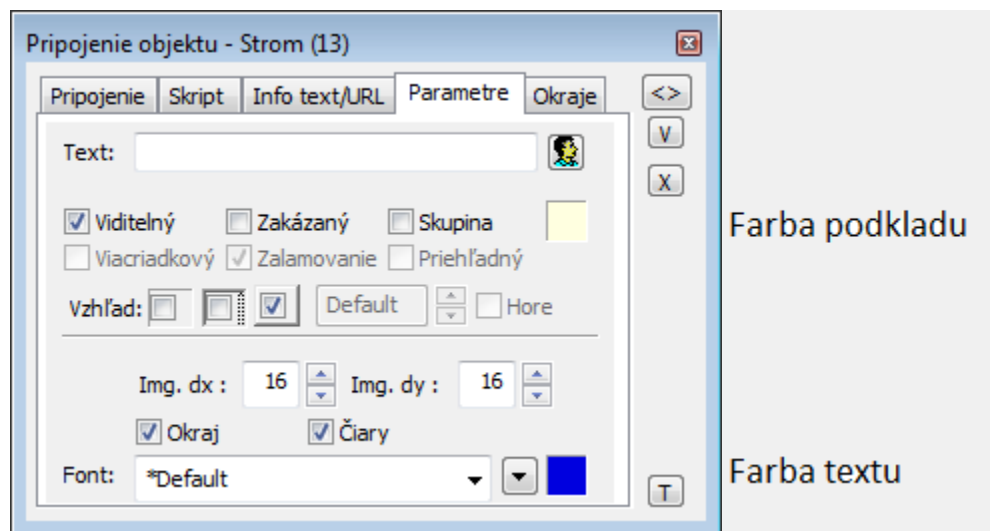 Pripojenie objektu - Strom (13)
Pripojenie Skript Info text/URL Parametre Okraje <>
V
Text:
X
Viditelný Zakázaný Skupina Farba podkladu
Viacriadkový Zalamovanie Priehľadný
Vzhľad: Default Hore
Img. dx : 16 Img. dy : 16
Okraj Čiary
Font: *Default Farba textu
T